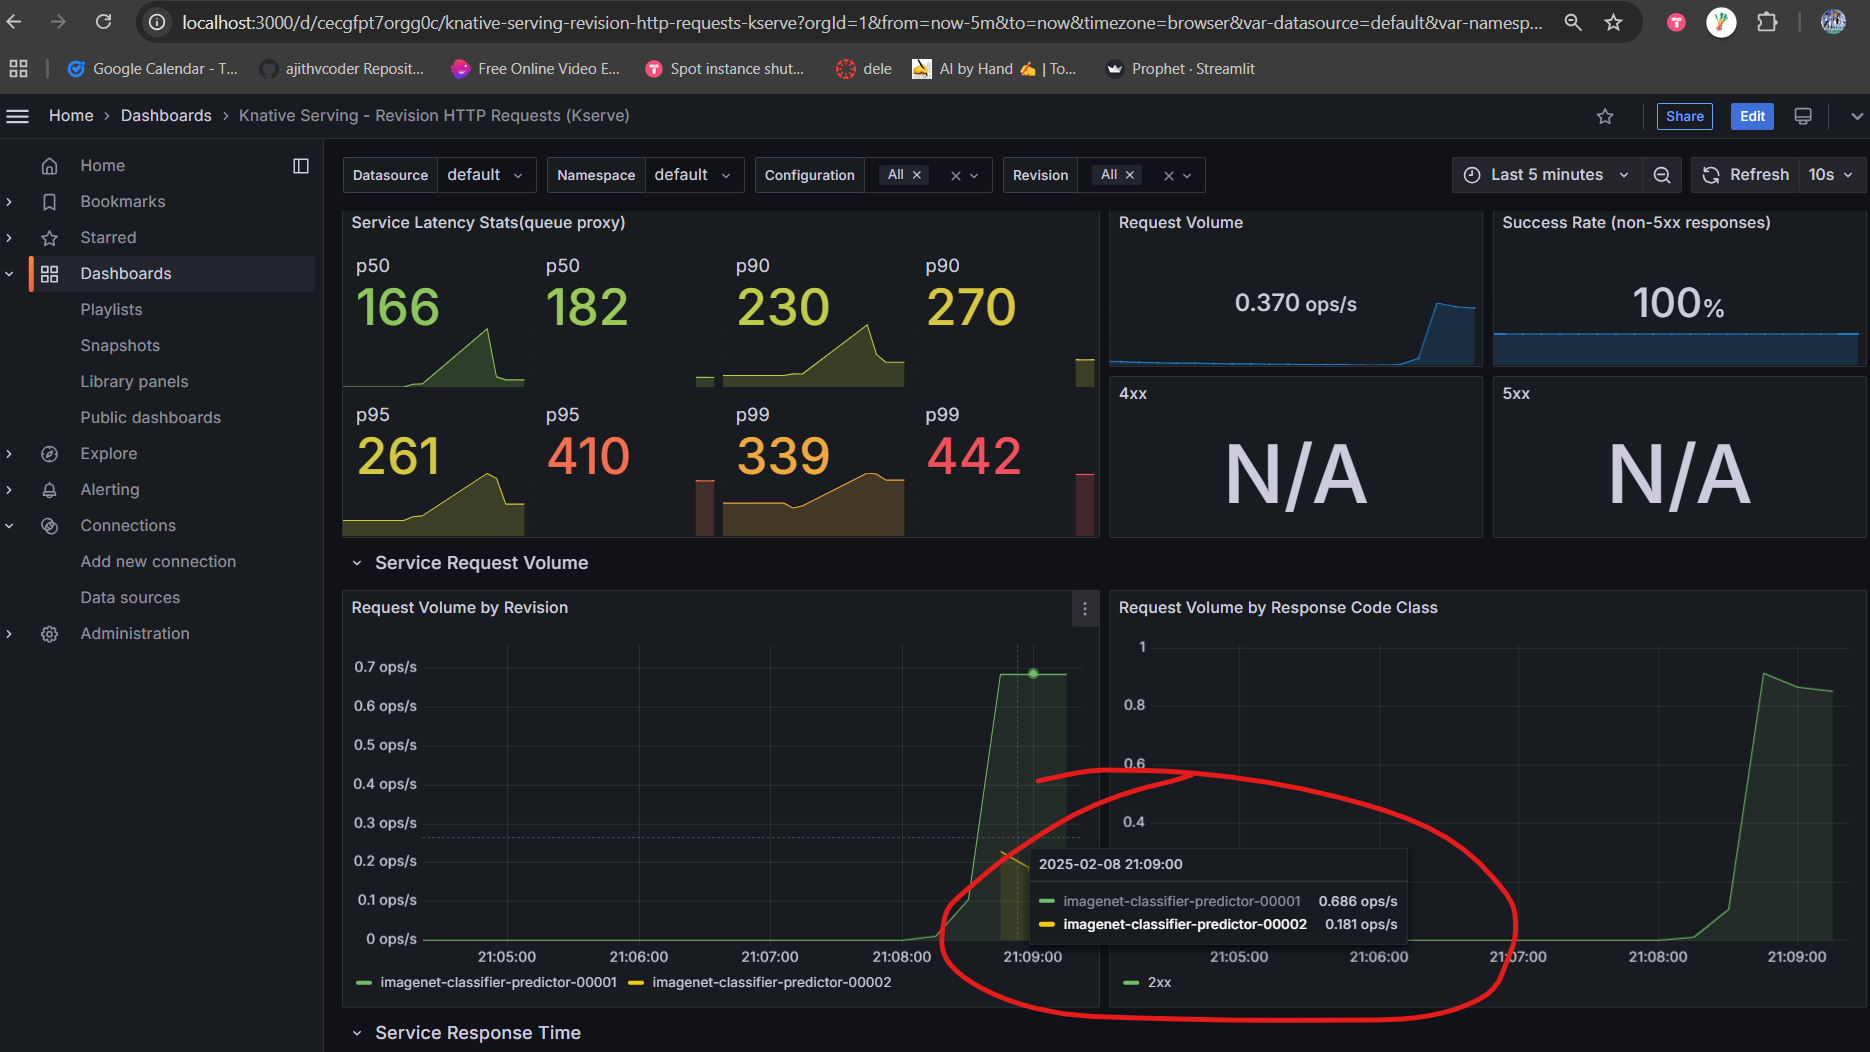 localhost:3000/d/cecgfpt7orgg0c/knative-serving-revision-http-requests-kserve?orgId=1&from=now-5m&to=now&timezone=browser&var-datasource=default&var-namesp...
Google Calendar - T... ajithvcoder Reposit... Free Online Video E... Spot instance shut... dele AI by Hand ✍️ | To... Prophet · Streamlit
Home › Dashboards › Knative Serving - Revision HTTP Requests (Kserve) Share Edit
Home
Bookmarks
Starred
Dashboards
Playlists
Snapshots
Library panels
Public dashboards
Explore
Alerting
Connections
Add new connection
Data sources
Administration
Datasource default Namespace default Configuration All × Revision All × Last 5 minutes Refresh 10s
Service Latency Stats(queue proxy)
p50 p50 p90 p90
166 182 230 270
p95 p95 p99 p99
261 410 339 442
Request Volume
0.370 ops/s
Success Rate (non-5xx responses)
100%
4xx
N/A
5xx
N/A
Service Request Volume
Request Volume by Revision
0.7 ops/s
0.6 ops/s
0.5 ops/s
0.4 ops/s
0.3 ops/s
0.2 ops/s
0.1 ops/s
0 ops/s
21:05:00 21:06:00 21:07:00 21:08:00 21:09:00
imagenet-classifier-predictor-00001 imagenet-classifier-predictor-00002
2025-02-08 21:09:00
imagenet-classifier-predictor-00001 0.686 ops/s
imagenet-classifier-predictor-00002 0.181 ops/s
Request Volume by Response Code Class
1
0.8
0.6
0.4
21:05:00 21:06:00 21:07:00 21:08:00 21:09:00
2xx
Service Response Time